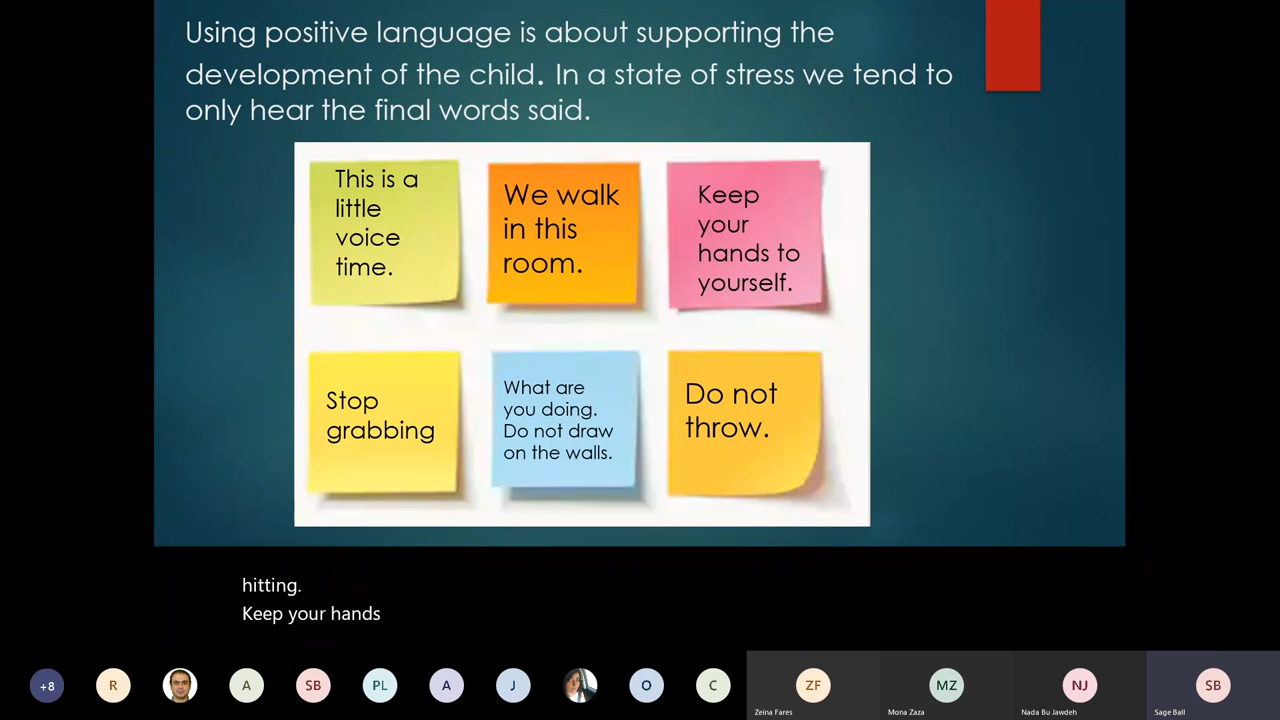 Using positive language is about supporting the
development of the child. In a state of stress we tend to
only hear the final words said.
This is a
little
voice
time.
We walk
in this
room.
Keep
your
hands to
yourself.
Stop
grabbing
What are
you doing.
Do not draw
on the walls.
Do not
throw.
hitting.
Keep your hands
+8
R
A
SB
PL
A
J
O
C
ZF
MZ
NJ
SB
Zeina Fares
Mona Zaza
Nada Bu Jawdeh
Sage Ball